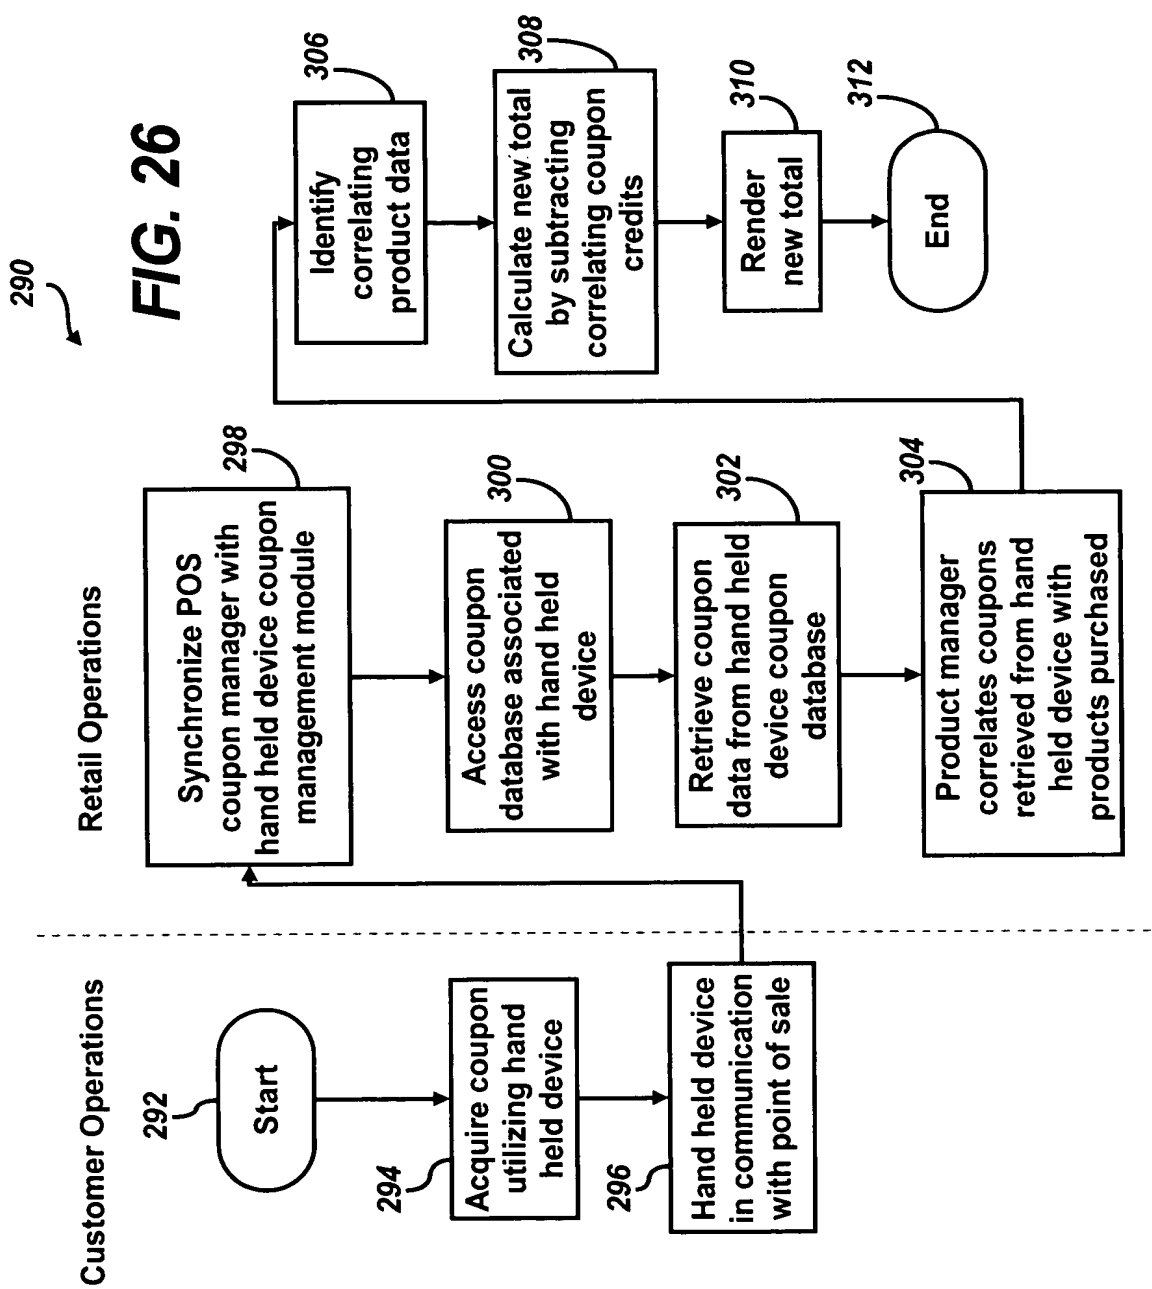 290
FIG. 26
Customer Operations
Retail Operations
292
Start
294
Acquire coupon
utilizing hand
held device
296
Hand held device
in communication
with point of sale
298
Synchronize POS
coupon manager with
hand held device coupon
management module
300
Access coupon
database associated
with hand held
device
302
Retrieve coupon
data from hand held
device coupon
database
304
Product manager
correlates coupons
retrieved from hand
held device with
products purchased
306
Identify
correlating
product data
308
Calculate new total
by subtracting
correlating coupon
credits
310
Render
new total
312
End